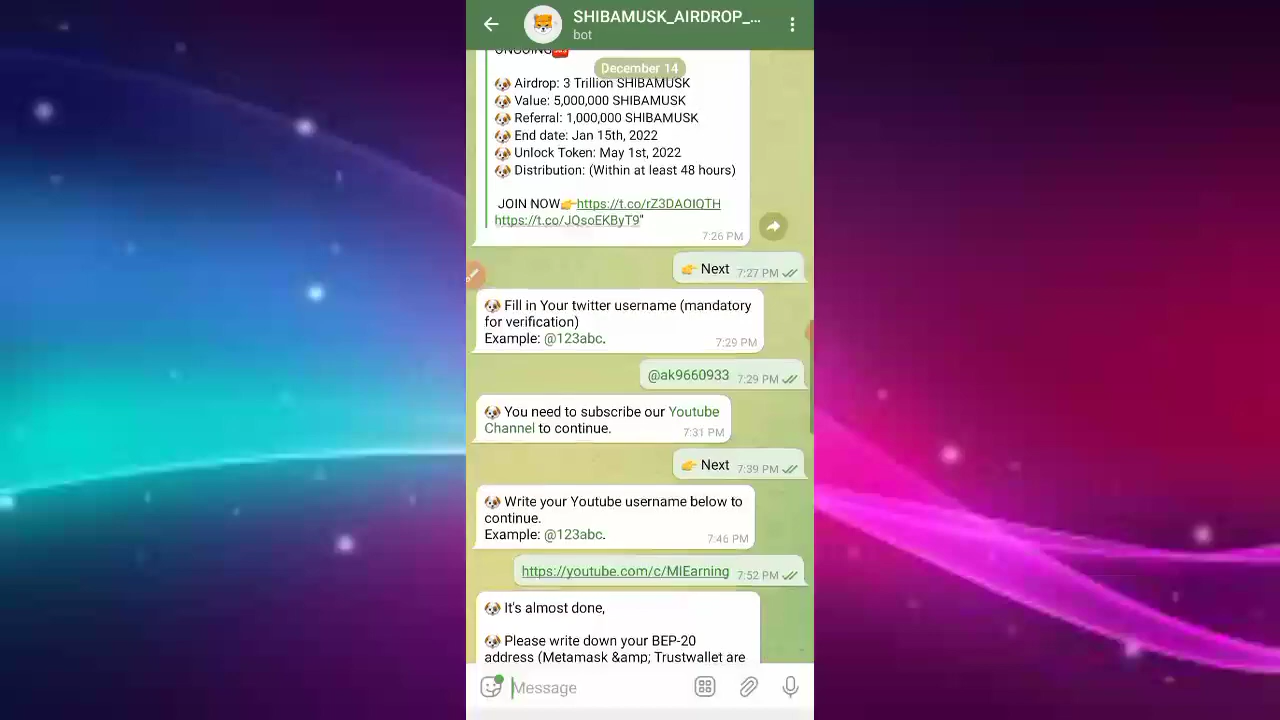 SHIBAMUSK_AIRDROP_...
bot
ONGOING
December 14
Airdrop: 3 Trillion SHIBAMUSK
Value: 5,000,000 SHIBAMUSK
Referral: 1,000,000 SHIBAMUSK
End date: Jan 15th, 2022
Unlock Token: May 1st, 2022
Distribution: (Within at least 48 hours)
JOIN NOW👉https://t.co/rZ3DAOIQTH
https://t.co/JQsoEKByT9"
7:26 PM
👉 Next 7:27 PM
Fill in Your twitter username (mandatory
for verification)
Example: @123abc.
7:29 PM
@ak9660933 7:29 PM
You need to subscribe our Youtube
Channel to continue.
7:31 PM
👉 Next 7:39 PM
Write your Youtube username below to
continue.
Example: @123abc.
7:46 PM
https://youtube.com/c/MIEarning 7:52 PM
It's almost done,
Please write down your BEP-20
address (Metamask &amp; Trustwallet are
Message